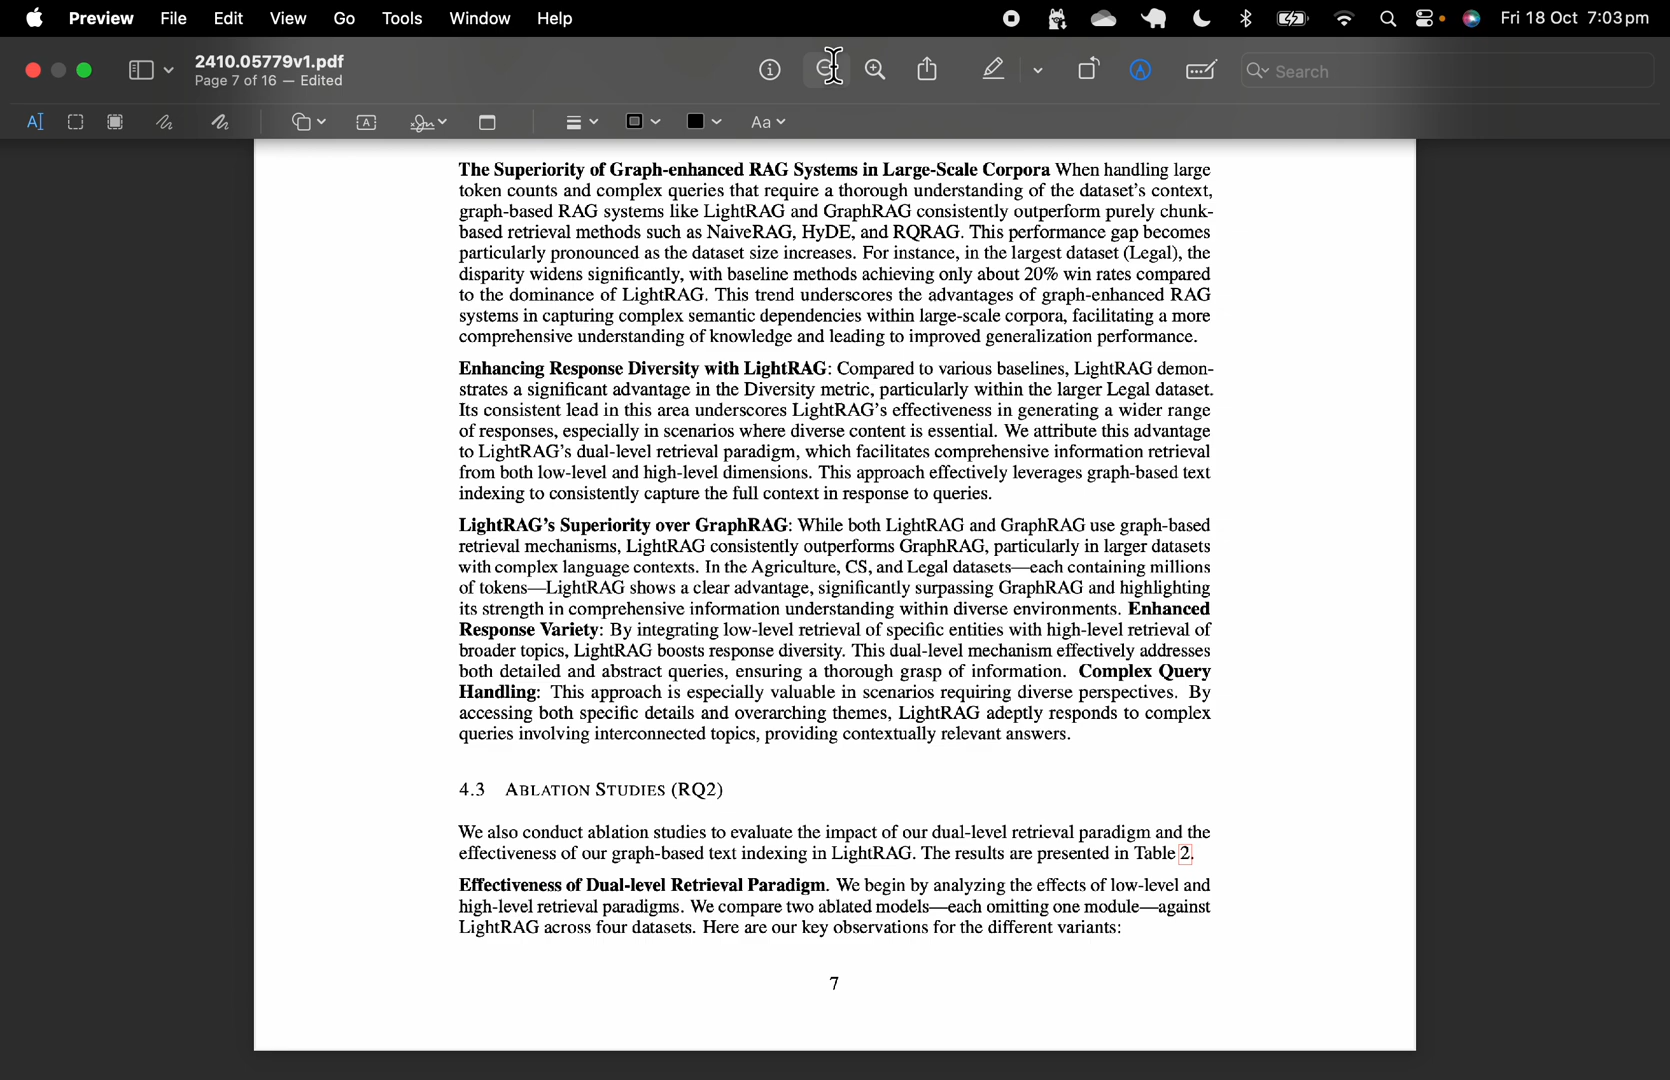 Preview File Edit View Go Tools Window Help Fri 18 Oct 7:03 pm
2410.05779v1.pdf
Page 7 of 16 — Edited
Search
AI
A
Aa
The Superiority of Graph-enhanced RAG Systems in Large-Scale Corpora When handling large
token counts and complex queries that require a thorough understanding of the dataset's context,
graph-based RAG systems like LightRAG and GraphRAG consistently outperform purely chunk-
based retrieval methods such as NaiveRAG, HyDE, and RQRAG. This performance gap becomes
particularly pronounced as the dataset size increases. For instance, in the largest dataset (Legal), the
disparity widens significantly, with baseline methods achieving only about 20% win rates compared
to the dominance of LightRAG. This trend underscores the advantages of graph-enhanced RAG
systems in capturing complex semantic dependencies within large-scale corpora, facilitating a more
comprehensive understanding of knowledge and leading to improved generalization performance.
Enhancing Response Diversity with LightRAG: Compared to various baselines, LightRAG demon-
strates a significant advantage in the Diversity metric, particularly within the larger Legal dataset.
Its consistent lead in this area underscores LightRAG's effectiveness in generating a wider range
of responses, especially in scenarios where diverse content is essential. We attribute this advantage
to LightRAG's dual-level retrieval paradigm, which facilitates comprehensive information retrieval
from both low-level and high-level dimensions. This approach effectively leverages graph-based text
indexing to consistently capture the full context in response to queries.
LightRAG's Superiority over GraphRAG: While both LightRAG and GraphRAG use graph-based
retrieval mechanisms, LightRAG consistently outperforms GraphRAG, particularly in larger datasets
with complex language contexts. In the Agriculture, CS, and Legal datasets—each containing millions
of tokens—LightRAG shows a clear advantage, significantly surpassing GraphRAG and highlighting
its strength in comprehensive information understanding within diverse environments. Enhanced
Response Variety: By integrating low-level retrieval of specific entities with high-level retrieval of
broader topics, LightRAG boosts response diversity. This dual-level mechanism effectively addresses
both detailed and abstract queries, ensuring a thorough grasp of information. Complex Query
Handling: This approach is especially valuable in scenarios requiring diverse perspectives. By
accessing both specific details and overarching themes, LightRAG adeptly responds to complex
queries involving interconnected topics, providing contextually relevant answers.
4.3 ABLATION STUDIES (RQ2)
We also conduct ablation studies to evaluate the impact of our dual-level retrieval paradigm and the
effectiveness of our graph-based text indexing in LightRAG. The results are presented in Table 2.
Effectiveness of Dual-level Retrieval Paradigm. We begin by analyzing the effects of low-level and
high-level retrieval paradigms. We compare two ablated models—each omitting one module—against
LightRAG across four datasets. Here are our key observations for the different variants:
7